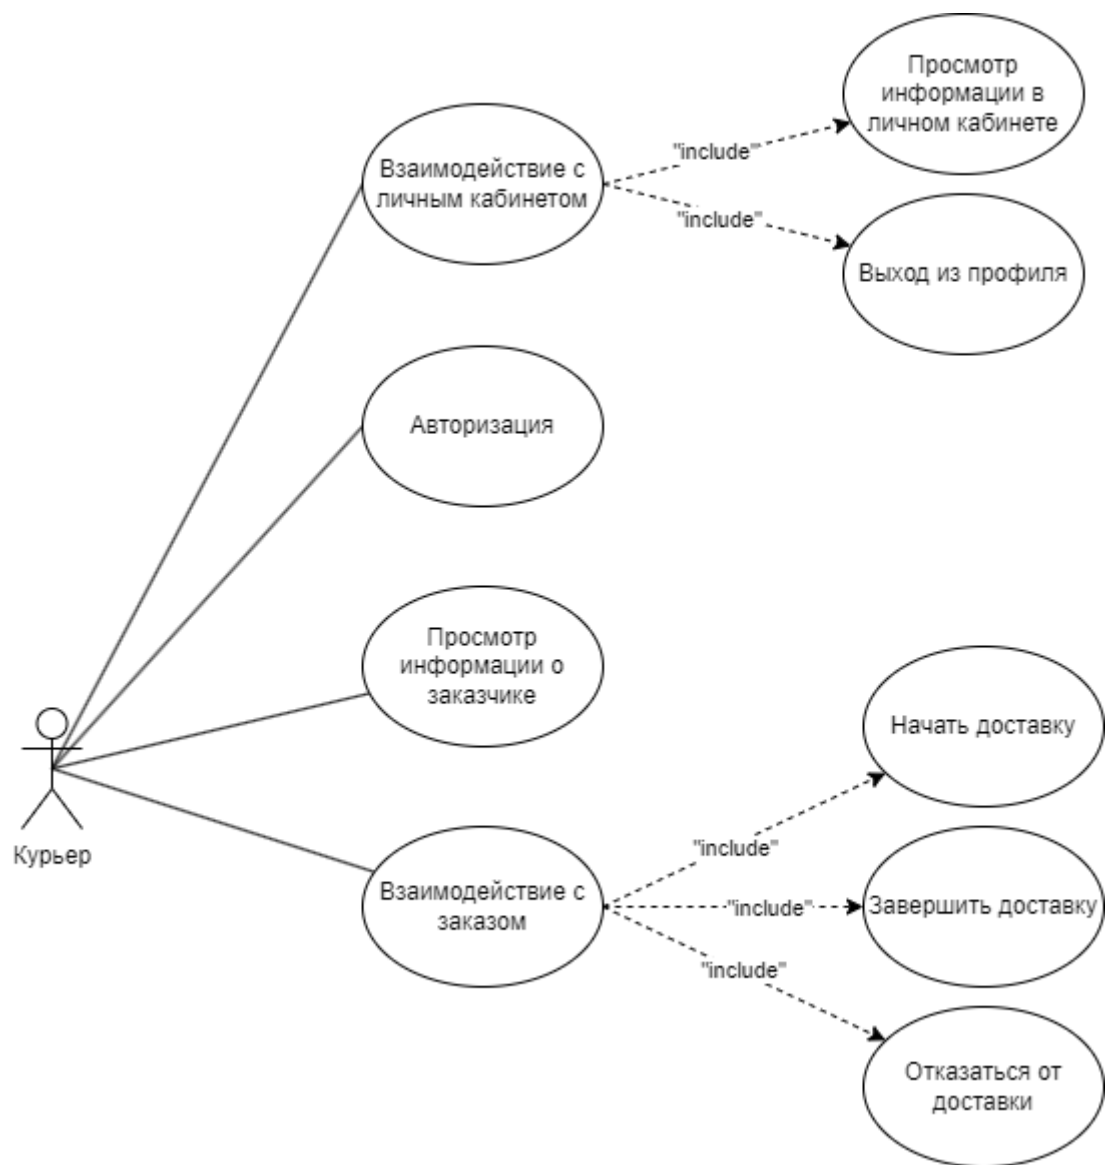 Просмотр
информации в
личном кабинете
"include"
Взаимодействие с
личным кабинетом
"include"
Выход из профиля
Авторизация
Просмотр
информации о
заказчике
Начать доставку
Курьер
"include"
Взаимодействие с
заказом
"include"
Завершить доставку
"include"
Отказаться от
доставки